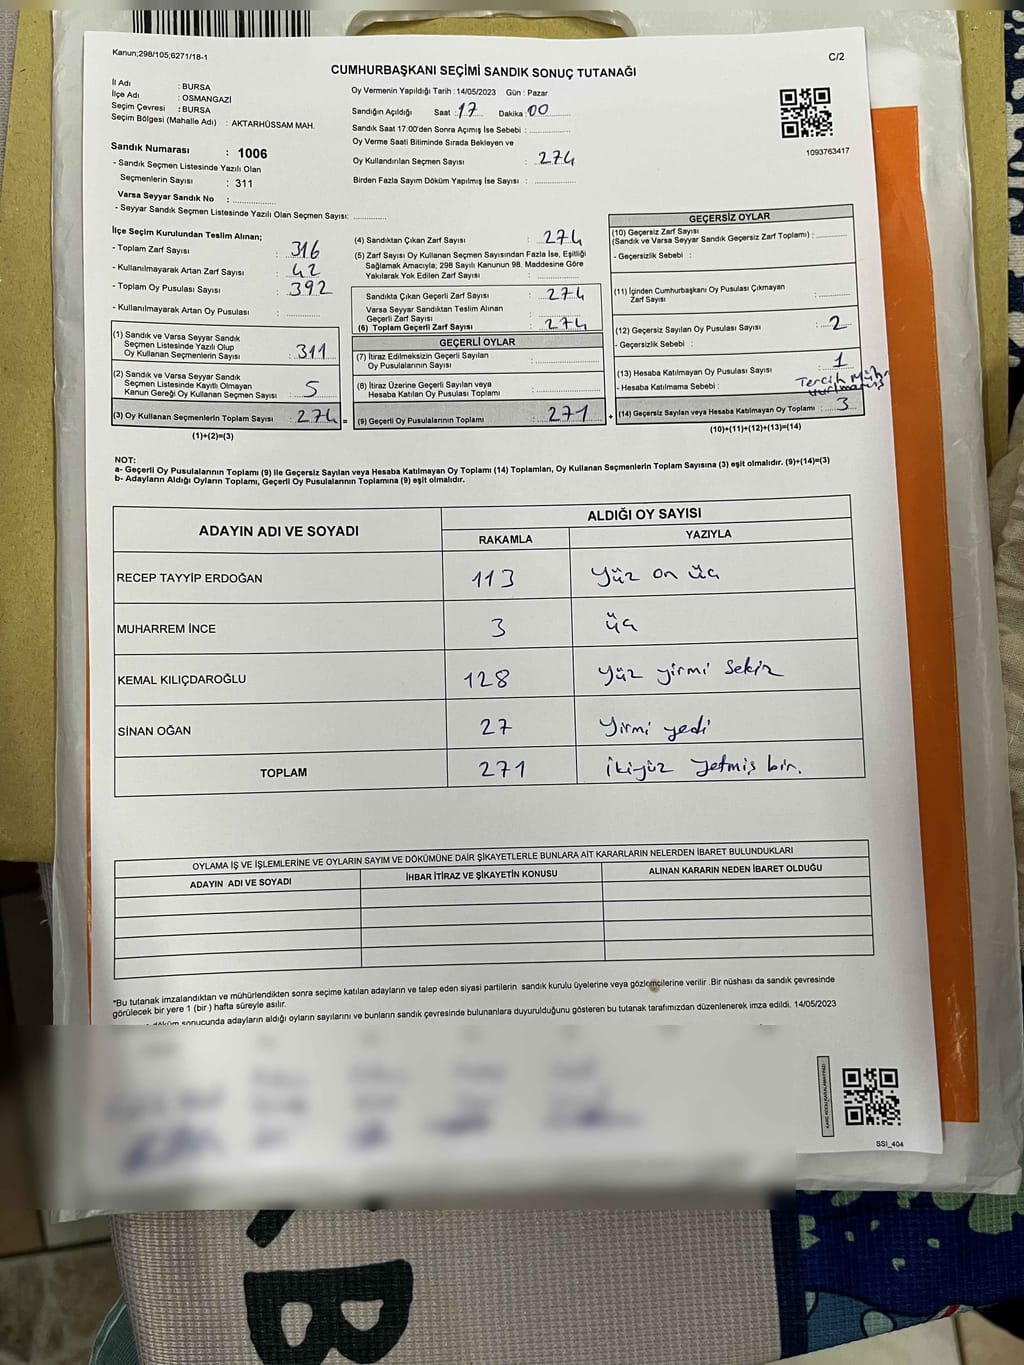 Kanun;298/105;6271/18-1
C/2
CUMHURBAŞKANI SEÇİMİ SANDIK SONUÇ TUTANAĞI
İl Adı : BURSA
İlçe Adı : OSMANGAZİ
Seçim Çevresi : BURSA
Seçim Bölgesi (Mahalle Adı) : AKTARHÜSSAM MAH.
Oy Vermenin Yapıldığı Tarih : 14/05/2023 Gün : Pazar
Sandığın Açıldığı Saat : 17 Dakika : 00
Sandık Saat 17:00'den Sonra Açımış İse Sebebi :
Oy Verme Saati Bitiminde Sırada Bekleyen ve
Oy Kullandırılan Seçmen Sayısı : 274
Birden Fazla Sayım Döküm Yapılmış İse Sayısı :
1093763417
Sandık Numarası : 1006
- Sandık Seçmen Listesinde Yazılı Olan
Seçmenlerin Sayısı : 311
Varsa Seyyar Sandık No :
- Seyyar Sandık Seçmen Listesinde Yazılı Olan Seçmen Sayısı:
İlçe Seçim Kurulundan Teslim Alınan;
- Toplam Zarf Sayısı : 316
- Kullanılmayarak Artan Zarf Sayısı : 42
- Toplam Oy Pusulası Sayısı : 392
- Kullanılmayarak Artan Oy Pusulası :
(1) Sandık ve Varsa Seyyar Sandık
Seçmen Listesinde Yazılı Olup
Oy Kullanan Seçmenlerin Sayısı : 311
(2) Sandık ve Varsa Seyyar Sandık
Seçmen Listesinde Kayıtlı Olmayan
Kanun Gereği Oy Kullanan Seçmen Sayısı : 5
(3) Oy Kullanan Seçmenlerin Toplam Sayısı : 274 =
(1)+(2)=(3)
(4) Sandıktan Çıkan Zarf Sayısı : 274
(5) Zarf Sayısı Oy Kullanan Seçmen Sayısından Fazla İse, Eşitliği
Sağlamak Amacıyla; 298 Sayılı Kanunun 98. Maddesine Göre
Yakılarak Yok Edilen Zarf Sayısı :
Sandıkta Çıkan Geçerli Zarf Sayısı : 274
Varsa Seyyar Sandıktan Teslim Alınan
Geçerli Zarf Sayısı :
(6) Toplam Geçerli Zarf Sayısı : 274
GEÇERLİ OYLAR
(7) İtiraz Edilmeksizin Geçerli Sayılan
Oy Pusulasının Sayısı :
(8) İtiraz Üzerine Geçerli Sayılan veya
Hesaba Katılan Oy Pusulası Toplamı :
(9) Geçerli Oy Pusulalarının Toplamı : 271 +
GEÇERSİZ OYLAR
(10) Geçersiz Zarf Sayısı
(Sandık ve Varsa Seyyar Sandık Geçersiz Zarf Toplamı) :
- Geçersizlik Sebebi :
(11) İçinden Cumhurbaşkanı Oy Pusulası Çıkmayan
Zarf Sayısı :
(12) Geçersiz Sayılan Oy Pusulası Sayısı : 2
- Geçersizlik Sebebi :
(13) Hesaba Katılmayan Oy Pusulası Sayısı : 1
- Hesaba Katılmama Sebebi : Tercih Mührü
vurulmamış
(14) Geçersiz Sayılan veya Hesaba Katılmayan Oy Toplamı : 3
(10)+(11)+(12)+(13)=(14)
NOT:
a- Geçerli Oy Pusulalarının Toplamı (9) ile Geçersiz Sayılan veya Hesaba Katılmayan Oy Toplamı (14) Toplamları, Oy Kullanan Seçmenlerin Toplam Sayısına (3) eşit olmalıdır. (9)+(14)=(3)
b- Adayların Aldığı Oyların Toplamı, Geçerli Oy Pusulalarının Toplamına (9) eşit olmalıdır.
ADAYIN ADI VE SOYADI ALDIĞI OY SAYISI
RAKAMLA YAZIYLA
RECEP TAYYİP ERDOĞAN 113 Yüz on üç
MUHARREM İNCE 3 üç
KEMAL KILIÇDAROĞLU 128 Yüz yirmi sekiz
SİNAN OĞAN 27 Yirmi yedi
TOPLAM 271 ikiyüz yetmiş bir.
OYLAMA İŞ VE İŞLEMLERİNE VE OYLARIN SAYIM VE DÖKÜMÜNE DAİR ŞİKAYETLERLE BUNLARA AİT KARARLARIN NELERDEN İBARET BULUNDUKLARI
ADAYIN ADI VE SOYADI İHBAR İTİRAZ VE ŞİKAYETİN KONUSU ALINAN KARARIN NEDEN İBARET OLDUĞU
*Bu tutanak imzalandıktan ve mühürlendikten sonra seçime katılan adayların ve talep eden siyasi partilerin sandık kurulu üyelerine veya gözlemcilerine verilir .Bir nüshası da sandık çevresinde
görülecek bir yere 1 (bir ) hafta süreyle asılır.
döküm sonucunda adayların aldığı oyların sayılarını ve bunların sandık çevresinde bulunanlara duyurulduğunu gösteren bu tutanak tarafımızdan düzenlenerek imza edildi. 14/05/2023
SSI_404
B